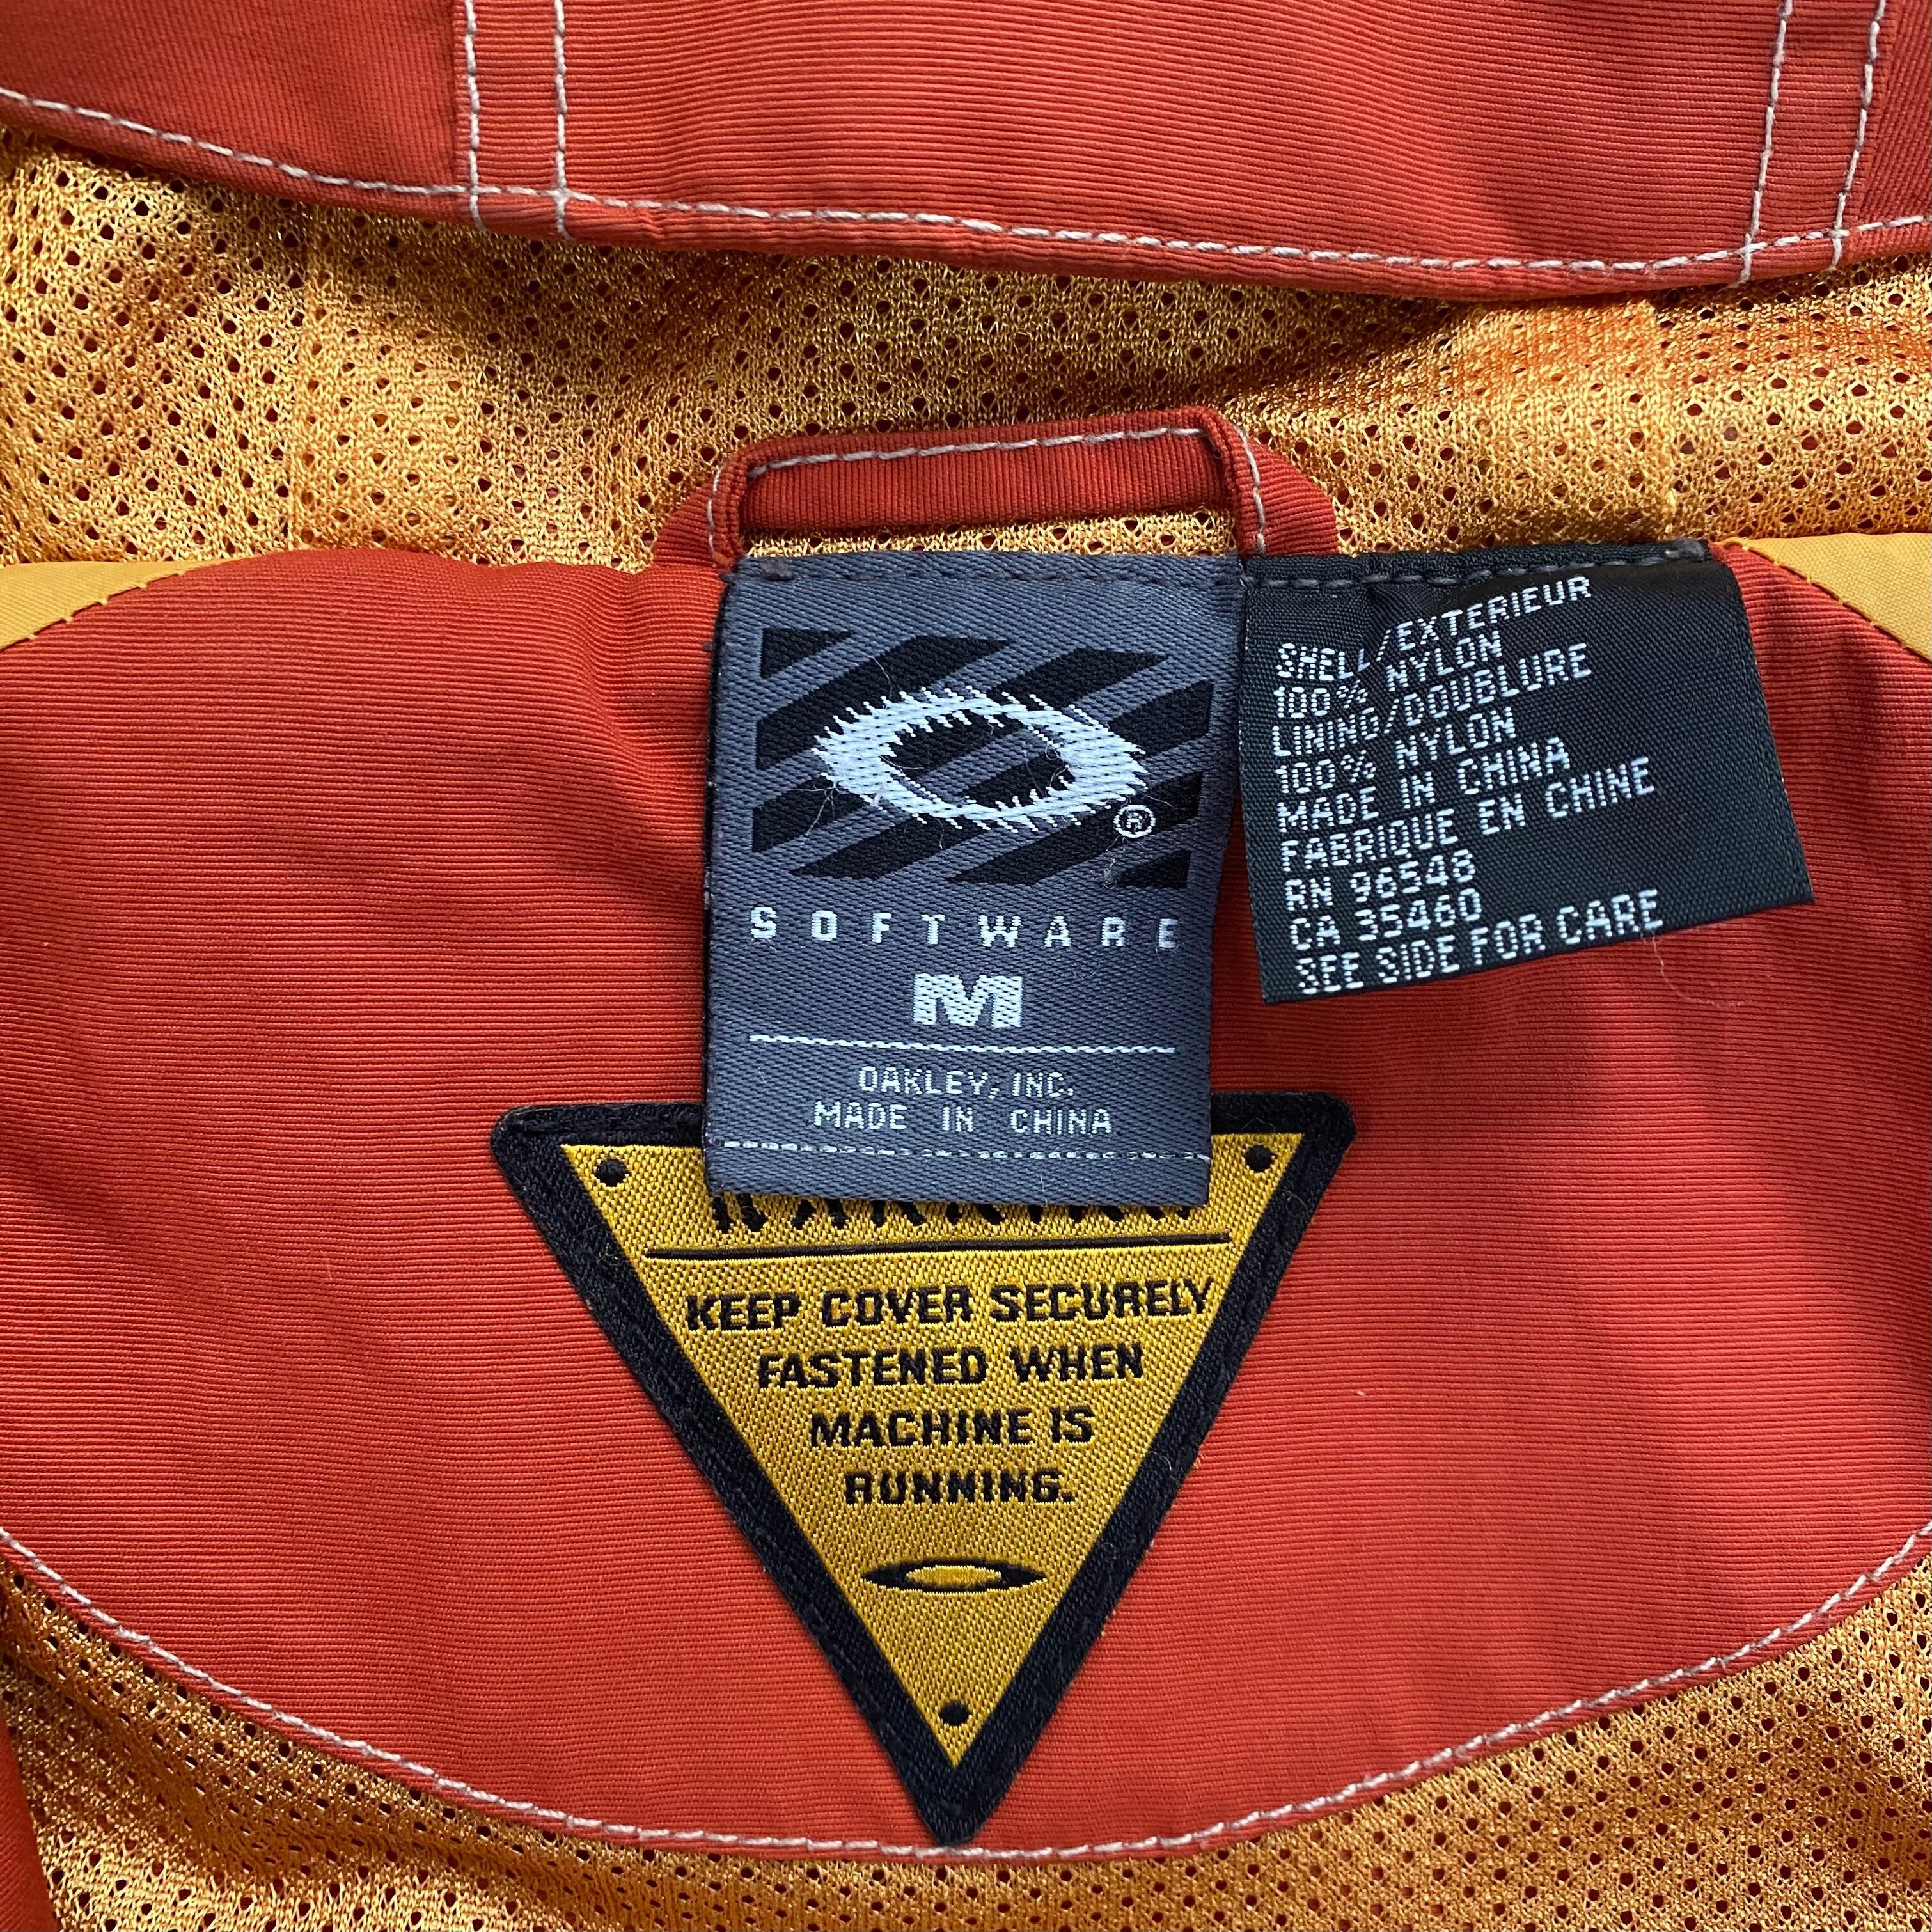 ®
SOFTWARE
M
OAKLEY, INC.
MADE IN CHINA
SHELL/EXTERIEUR
100% NYLON
LINING/DOUBLURE
100% NYLON
MADE IN CHINA
FABRIQUE EN CHINE
RN 96548
CA 35460
SEE SIDE FOR CARE
KEEP COVER SECURELY
FASTENED WHEN
MACHINE IS
RUNNING.